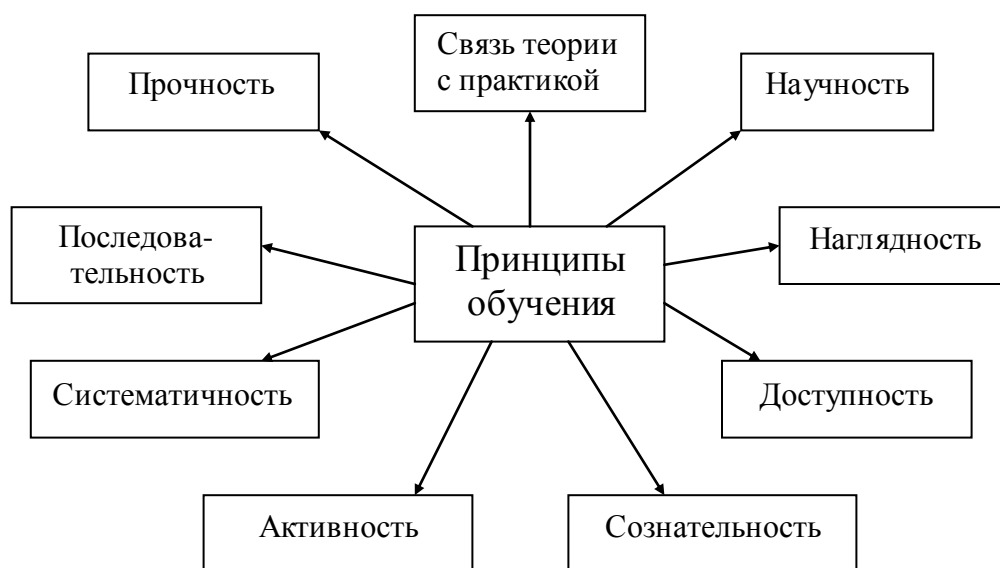 Связь теории
с практикой
Прочность
Научность
Последова-
тельность
Принципы
обучения
Наглядность
Систематичность
Доступность
Активность
Сознательность